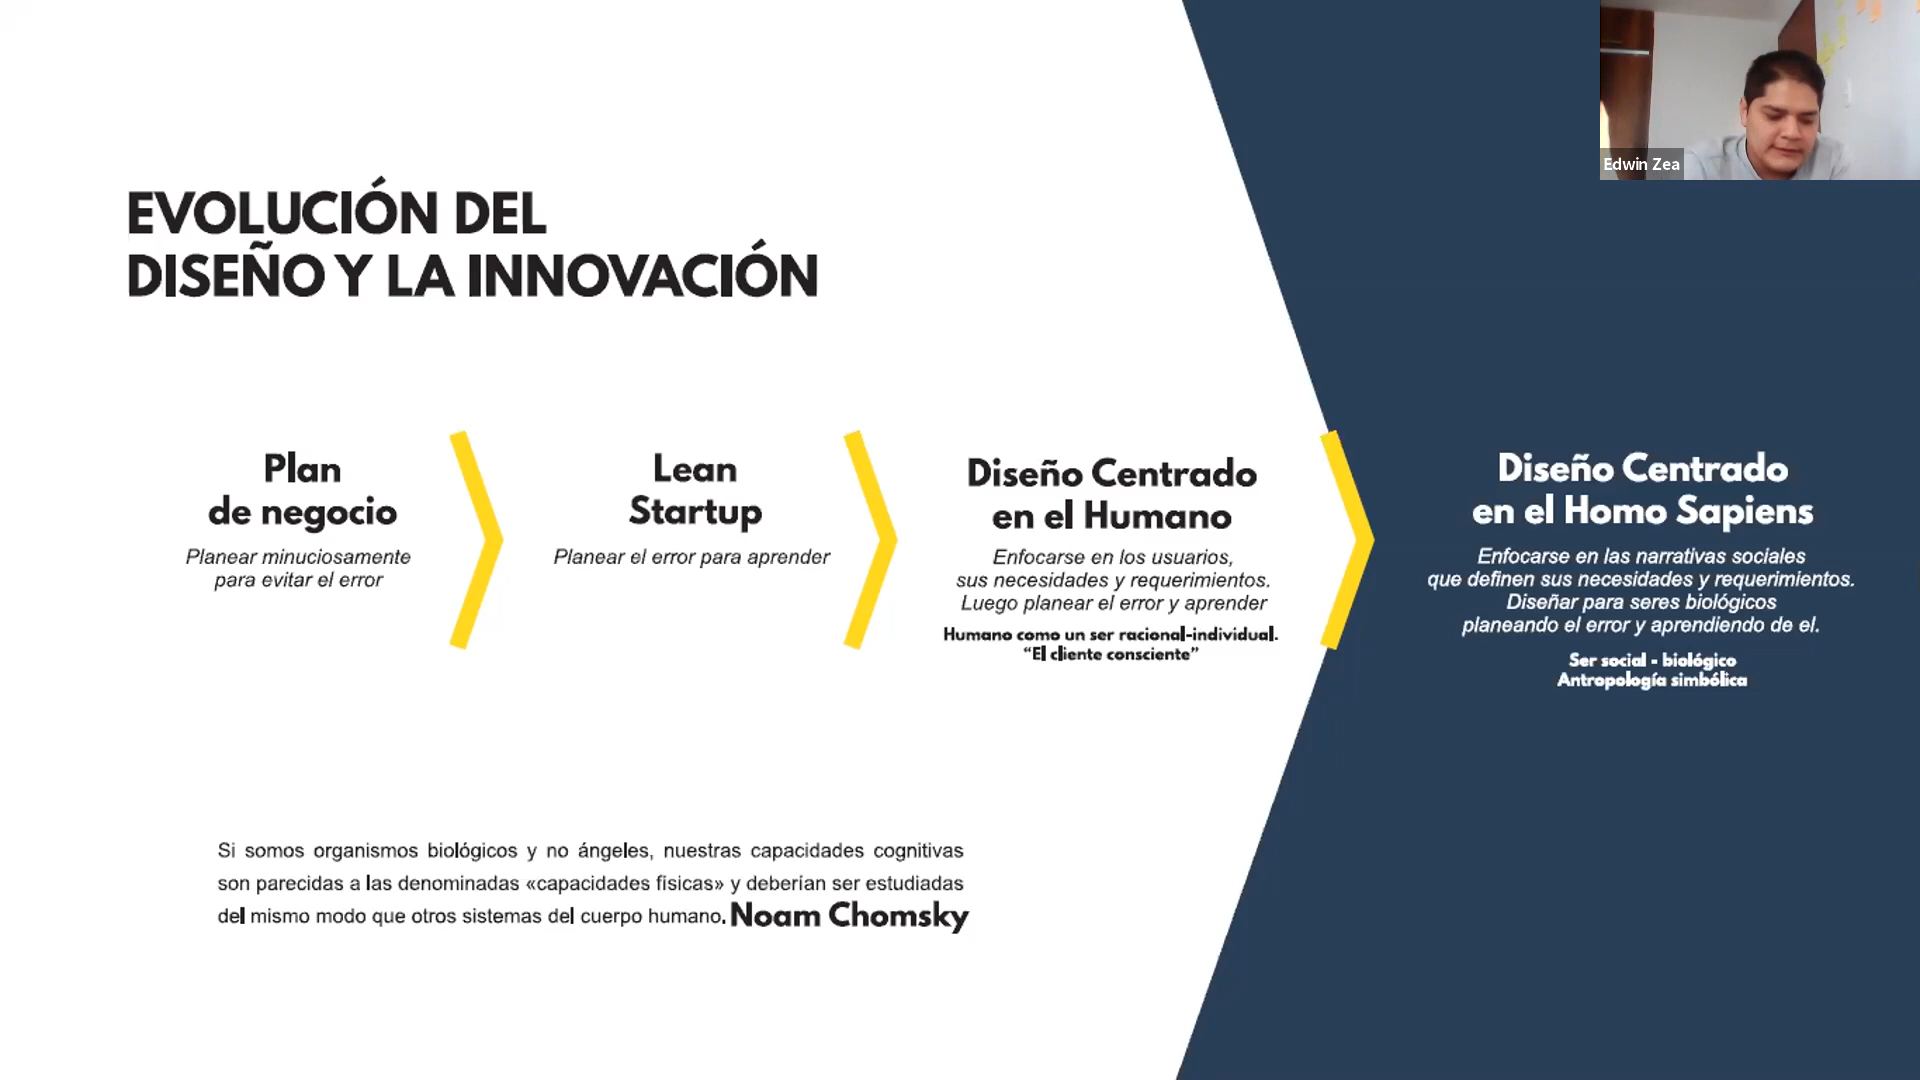 Edwin Zea
EVOLUCIÓN DEL
DISEÑO Y LA INNOVACIÓN
Plan
de negocio
Planear minuciosamente
para evitar el error
Lean
Startup
Planear el error para aprender
Diseño Centrado
en el Humano
Enfocarse en los usuarios,
sus necesidades y requerimientos.
Luego planear el error y aprender
Humano como un ser racional-individual.
“El cliente consciente”
Diseño Centrado
en el Homo Sapiens
Enfocarse en las narrativas sociales
que definen sus necesidades y requerimientos.
Diseñar para seres biológicos
planeando el error y aprendiendo de el.
Ser social - biológico
Antropología simbólica
Si somos organismos biológicos y no ángeles, nuestras capacidades cognitivas
son parecidas a las denominadas «capacidades físicas» y deberían ser estudiadas
del mismo modo que otros sistemas del cuerpo humano. Noam Chomsky